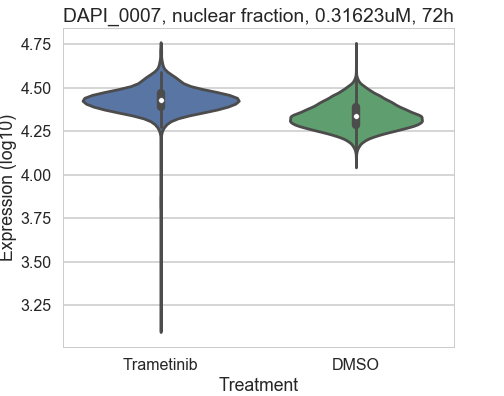 DAPI_0007, nuclear fraction, 0.31623uM, 72h
4.75
4.50
4.25
4.00
3.75
3.50
3.25
Expression (log10)
Trametinib
DMSO
Treatment